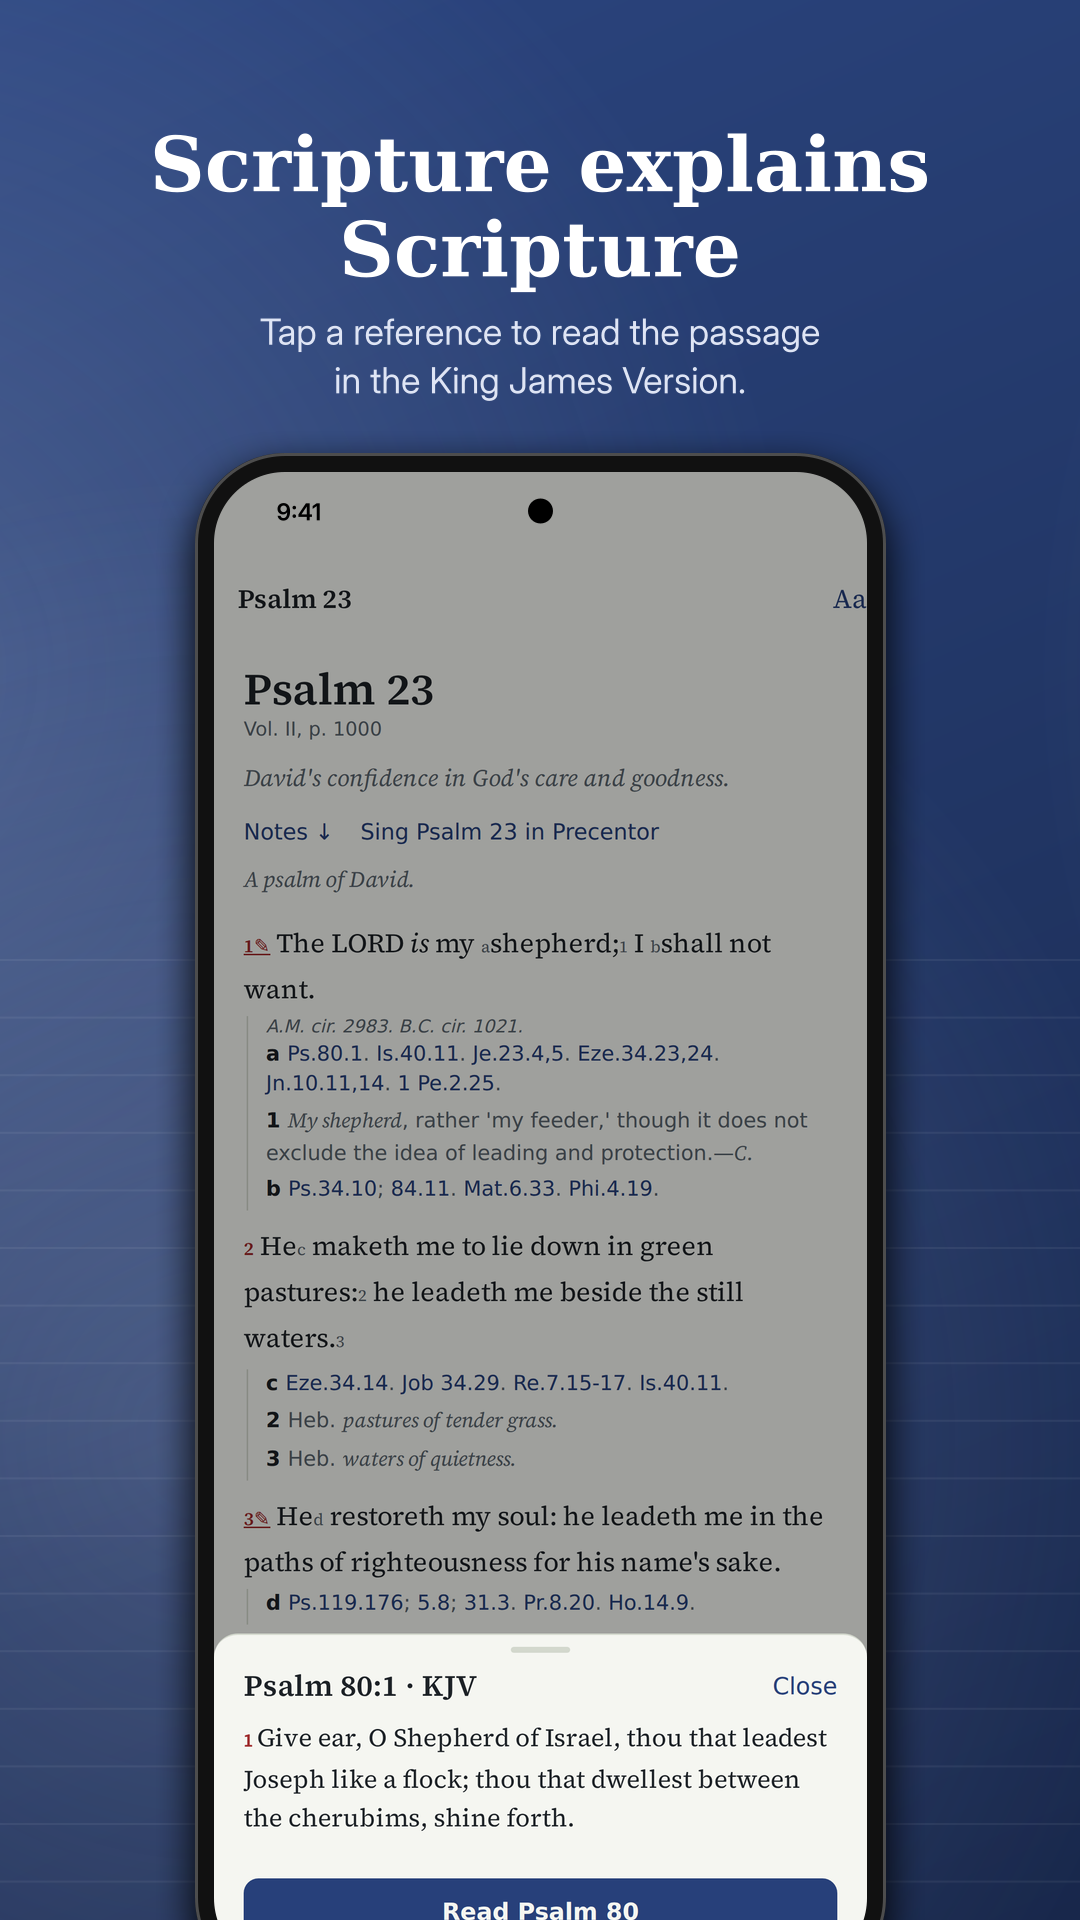 Scripture explains
Scripture
Tap a reference to read the passage
in the King James Version.
9:41
Psalm 23
Aa
Psalm 23
Vol. II, p. 1000
David's confidence in God's care and goodness.
Notes ↓ Sing Psalm 23 in Precentor
A psalm of David.
1✎ The LORD is my ashepherd;1 I bshall not
want.
A.M. cir. 2983. B.C. cir. 1021.
a Ps.80.1. Is.40.11. Je.23.4,5. Eze.34.23,24.
Jn.10.11,14. 1 Pe.2.25.
1 My shepherd, rather 'my feeder,' though it does not
exclude the idea of leading and protection.—C.
b Ps.34.10; 84.11. Mat.6.33. Phi.4.19.
2 Hec maketh me to lie down in green
pastures:2 he leadeth me beside the still
waters.3
c Eze.34.14. Job 34.29. Re.7.15-17. Is.40.11.
2 Heb. pastures of tender grass.
3 Heb. waters of quietness.
3✎ Hed restoreth my soul: he leadeth me in the
paths of righteousness for his name's sake.
d Ps.119.176; 5.8; 31.3. Pr.8.20. Ho.14.9.
Psalm 80:1 · KJV
Close
1 Give ear, O Shepherd of Israel, thou that leadest
Joseph like a flock; thou that dwellest between
the cherubims, shine forth.
Read Psalm 80